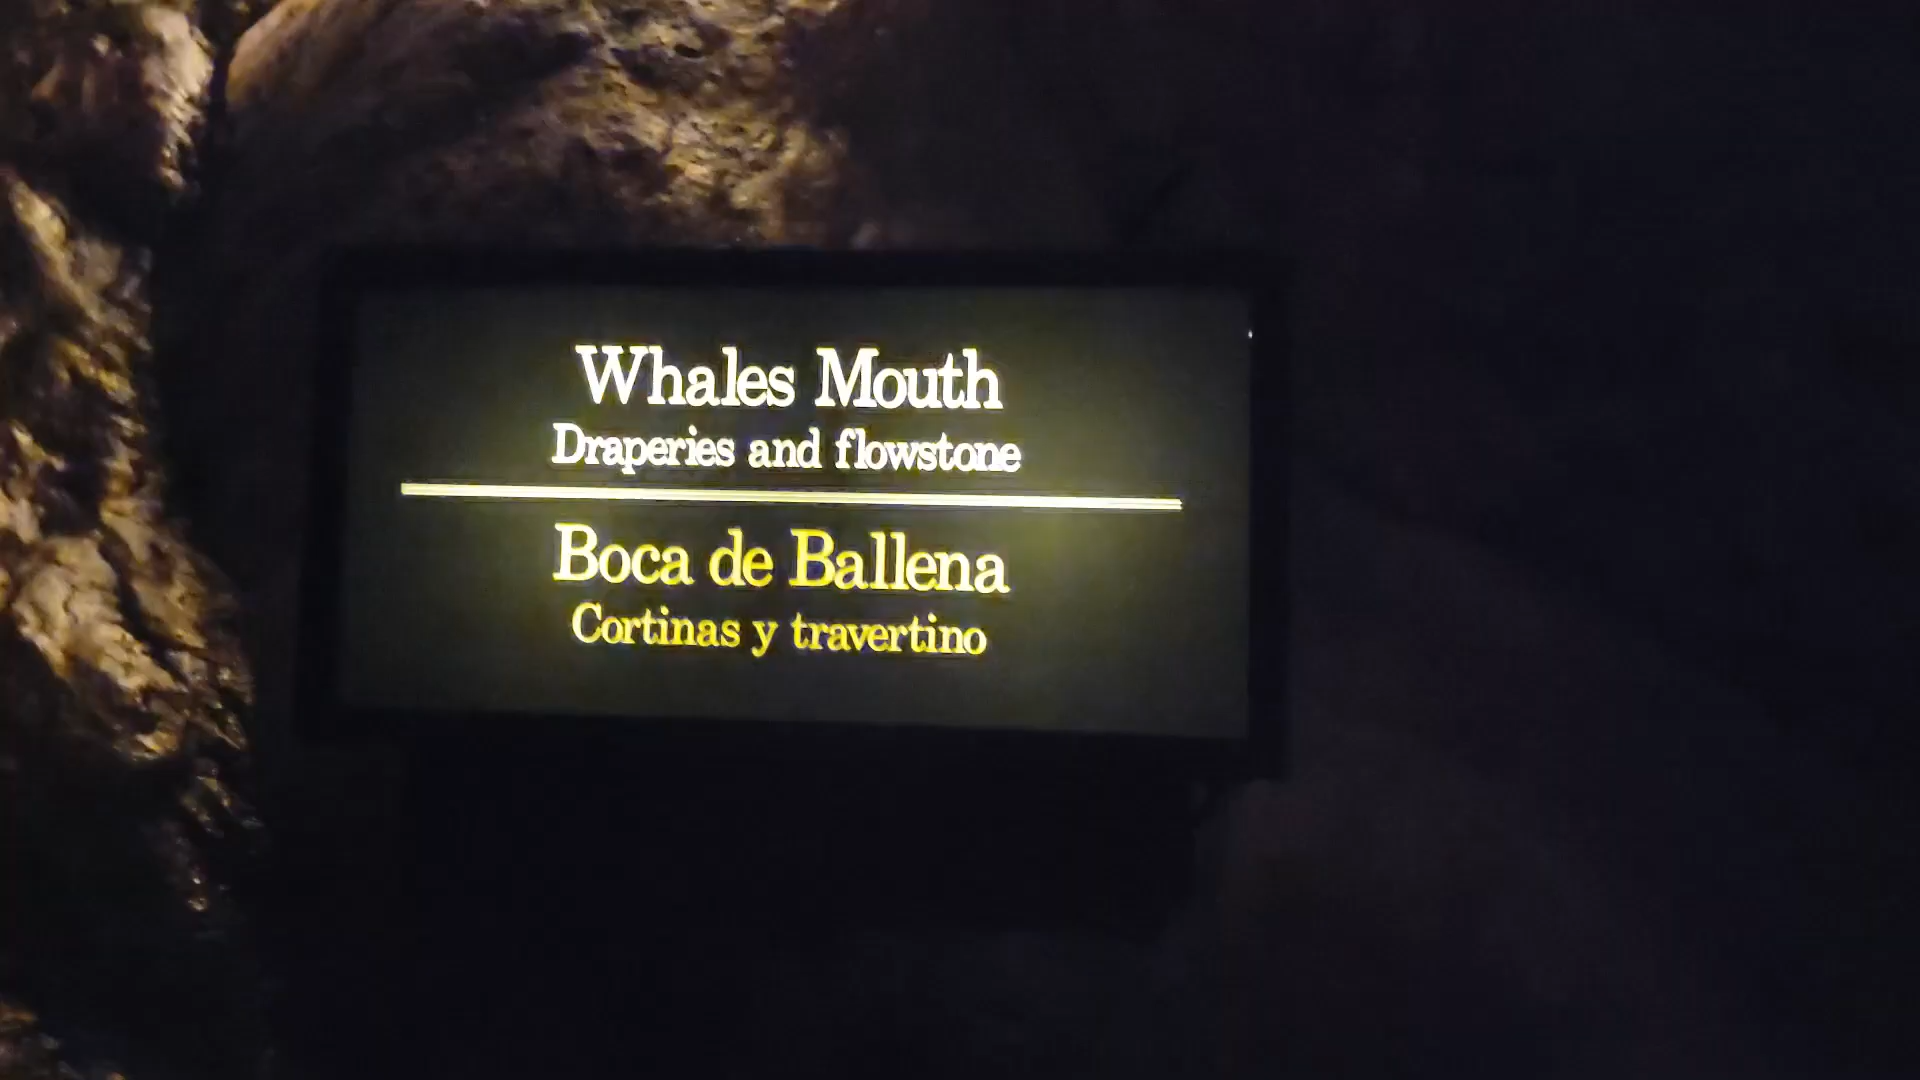 Whales Mouth
Draperies and flowstone
Boca de Ballena
Cortinas y travertino